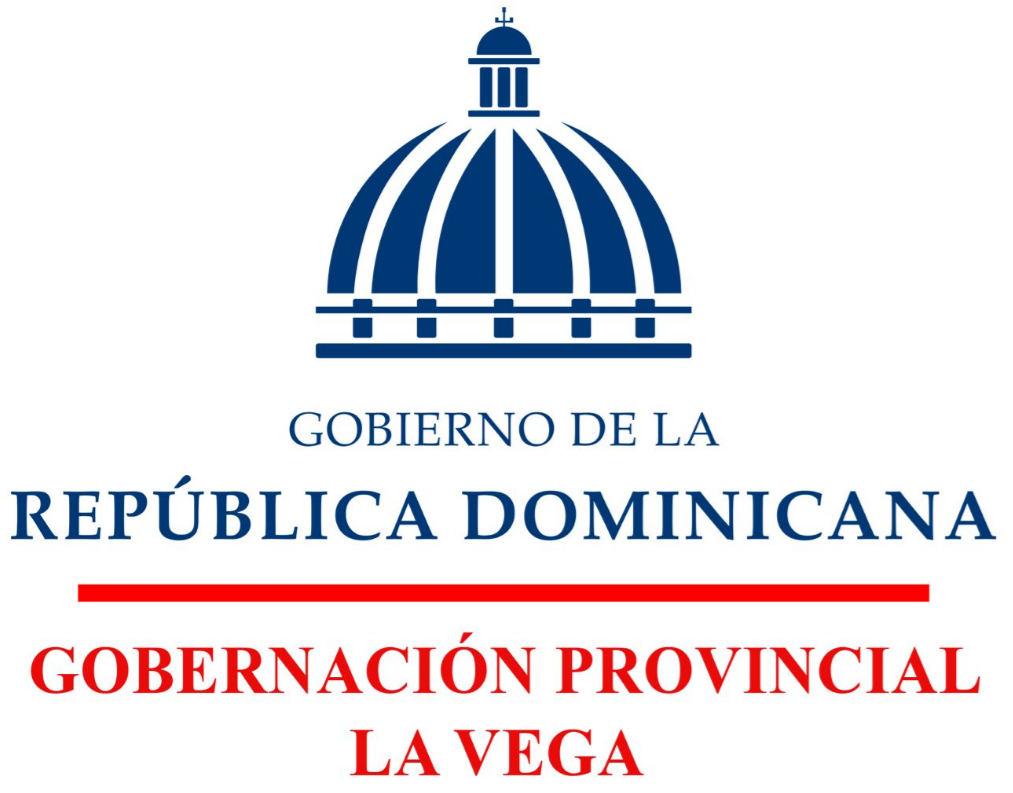 GOBIERNO DE LA
REPÚBLICA DOMINICANA
GOBERNACIÓN PROVINCIAL
LA VEGA